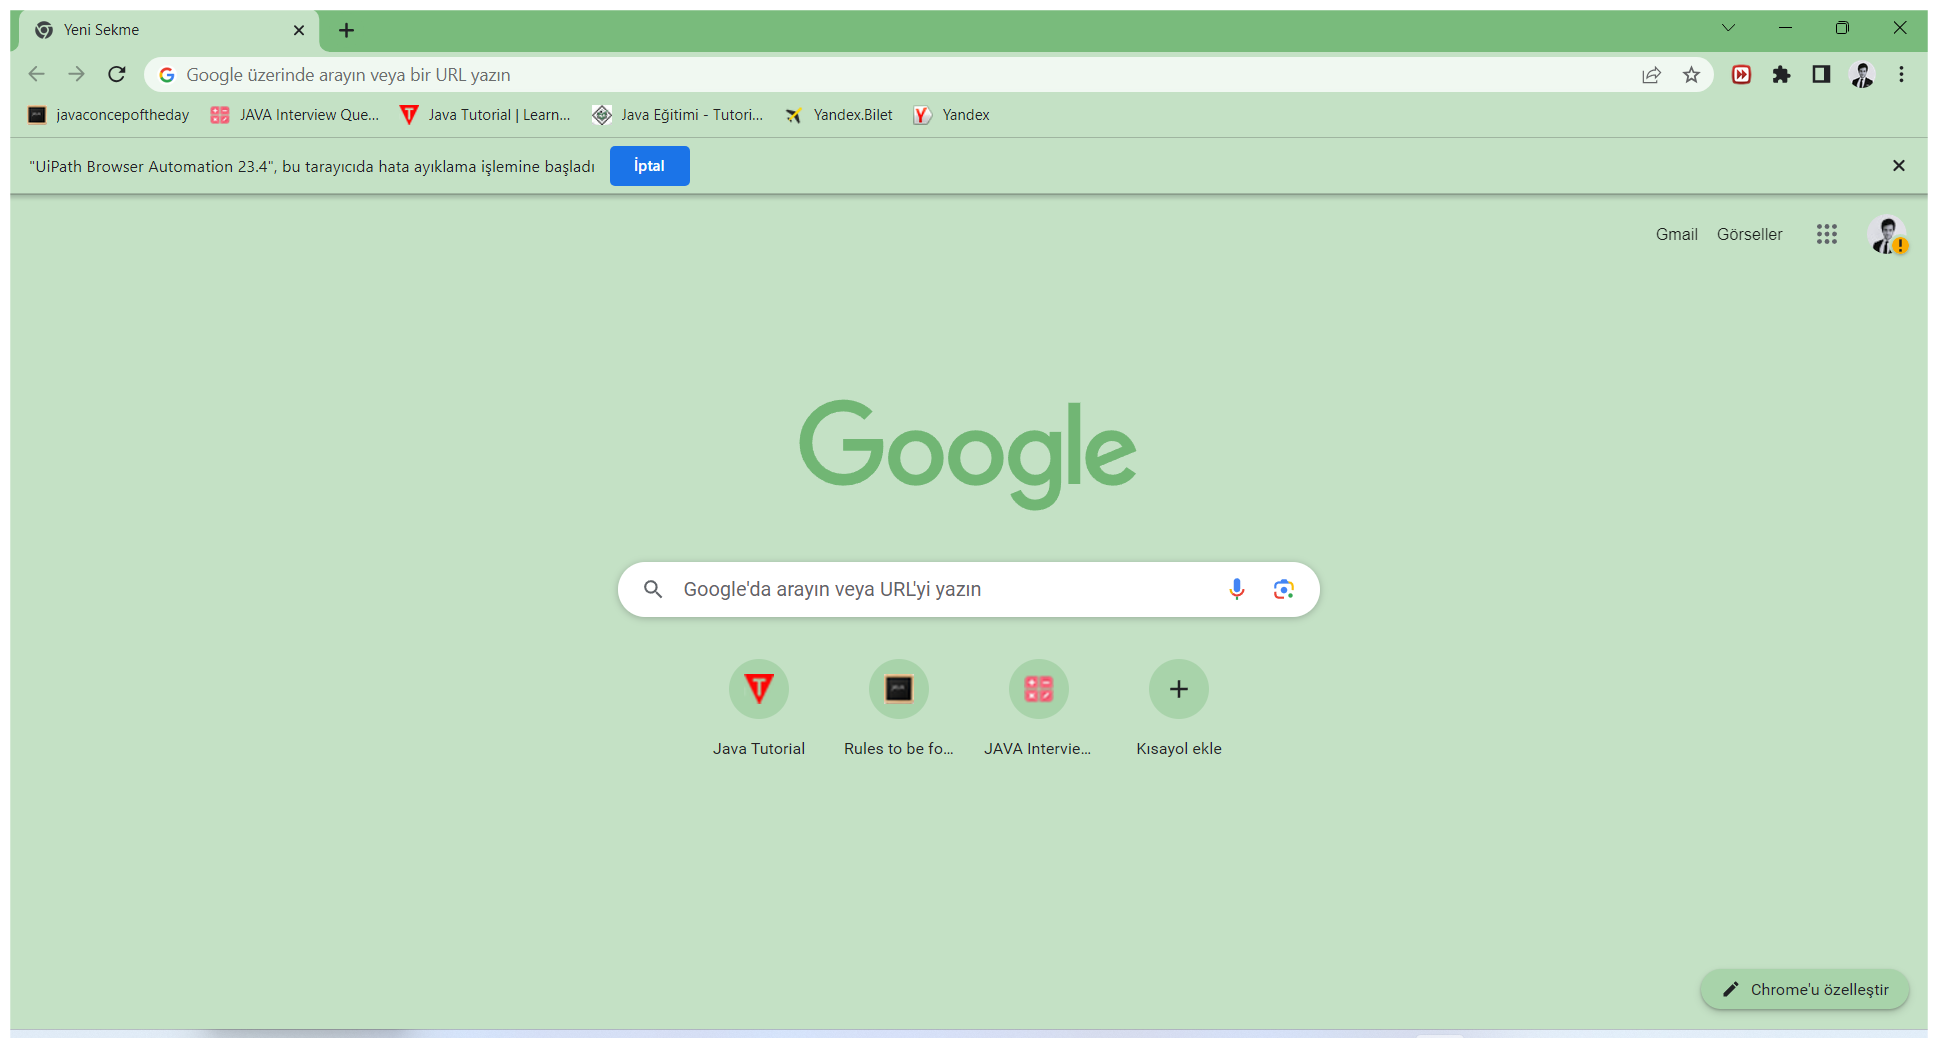 Yeni Sekme
Google üzerinde arayın veya bir URL yazın
javaconcepoftheday JAVA Interview Que... Java Tutorial | Learn... Java Eğitimi - Tutori... Yandex.Bilet Yandex
"UiPath Browser Automation 23.4", bu tarayıcıda hata ayıklama işlemine başladı İptal
Gmail Görseller
Google
Google'da arayın veya URL'yi yazın
Java Tutorial Rules to be fo... JAVA Intervie... Kısayol ekle
Chrome'u özelleştir